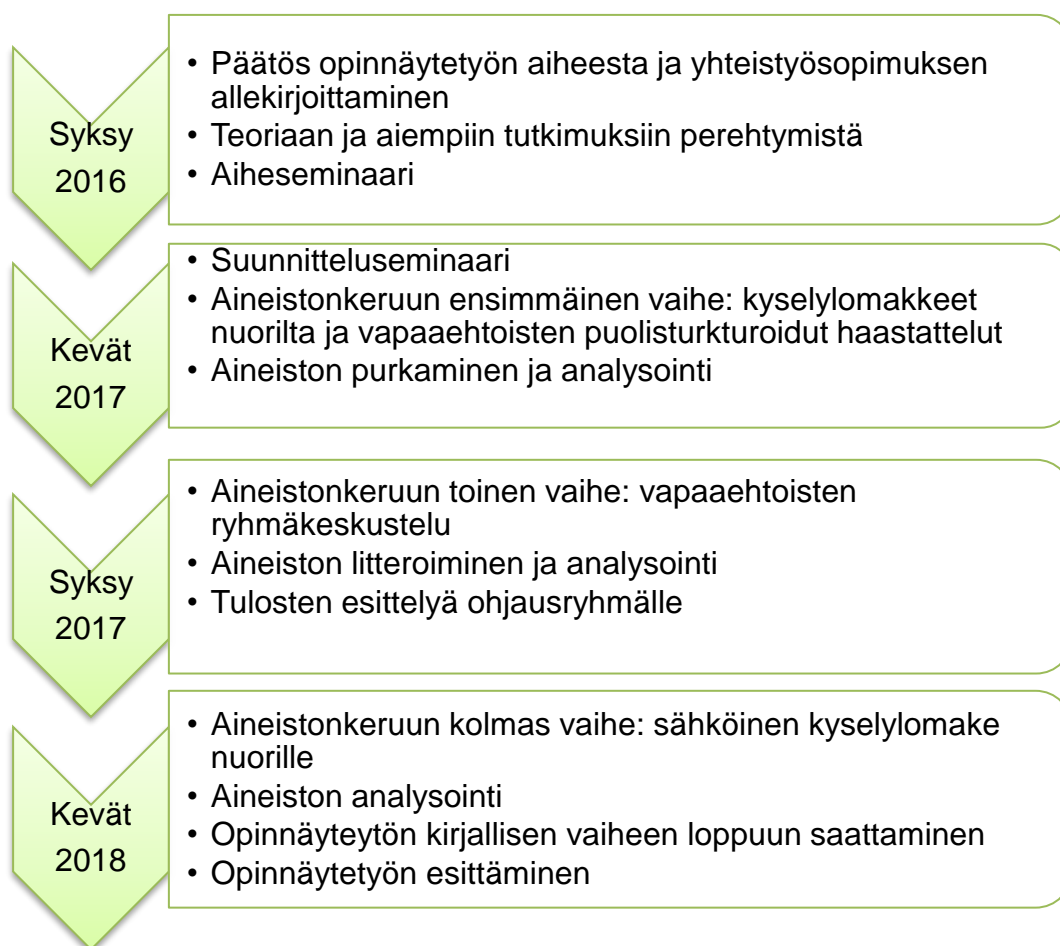 Syksy
2016
• Päätös opinnäytetyön aiheesta ja yhteistyösopimuksen
allekirjoittaminen
• Teoriaan ja aiempiin tutkimuksiin perehtymistä
• Aiheseminaari
Kevät
2017
• Suunnitteluseminaari
• Aineistonkeruun ensimmäinen vaihe: kyselylomakkeet
nuorilta ja vapaaehtoisten puolisturkturoidut haastattelut
• Aineiston purkaminen ja analysointi
Syksy
2017
• Aineistonkeruun toinen vaihe: vapaaehtoisten
ryhmäkeskustelu
• Aineiston litteroiminen ja analysointi
• Tulosten esittelyä ohjausryhmälle
Kevät
2018
• Aineistonkeruun kolmas vaihe: sähköinen kyselylomake
nuorille
• Aineiston analysointi
• Opinnäyteytön kirjallisen vaiheen loppuun saattaminen
• Opinnäytetyön esittäminen